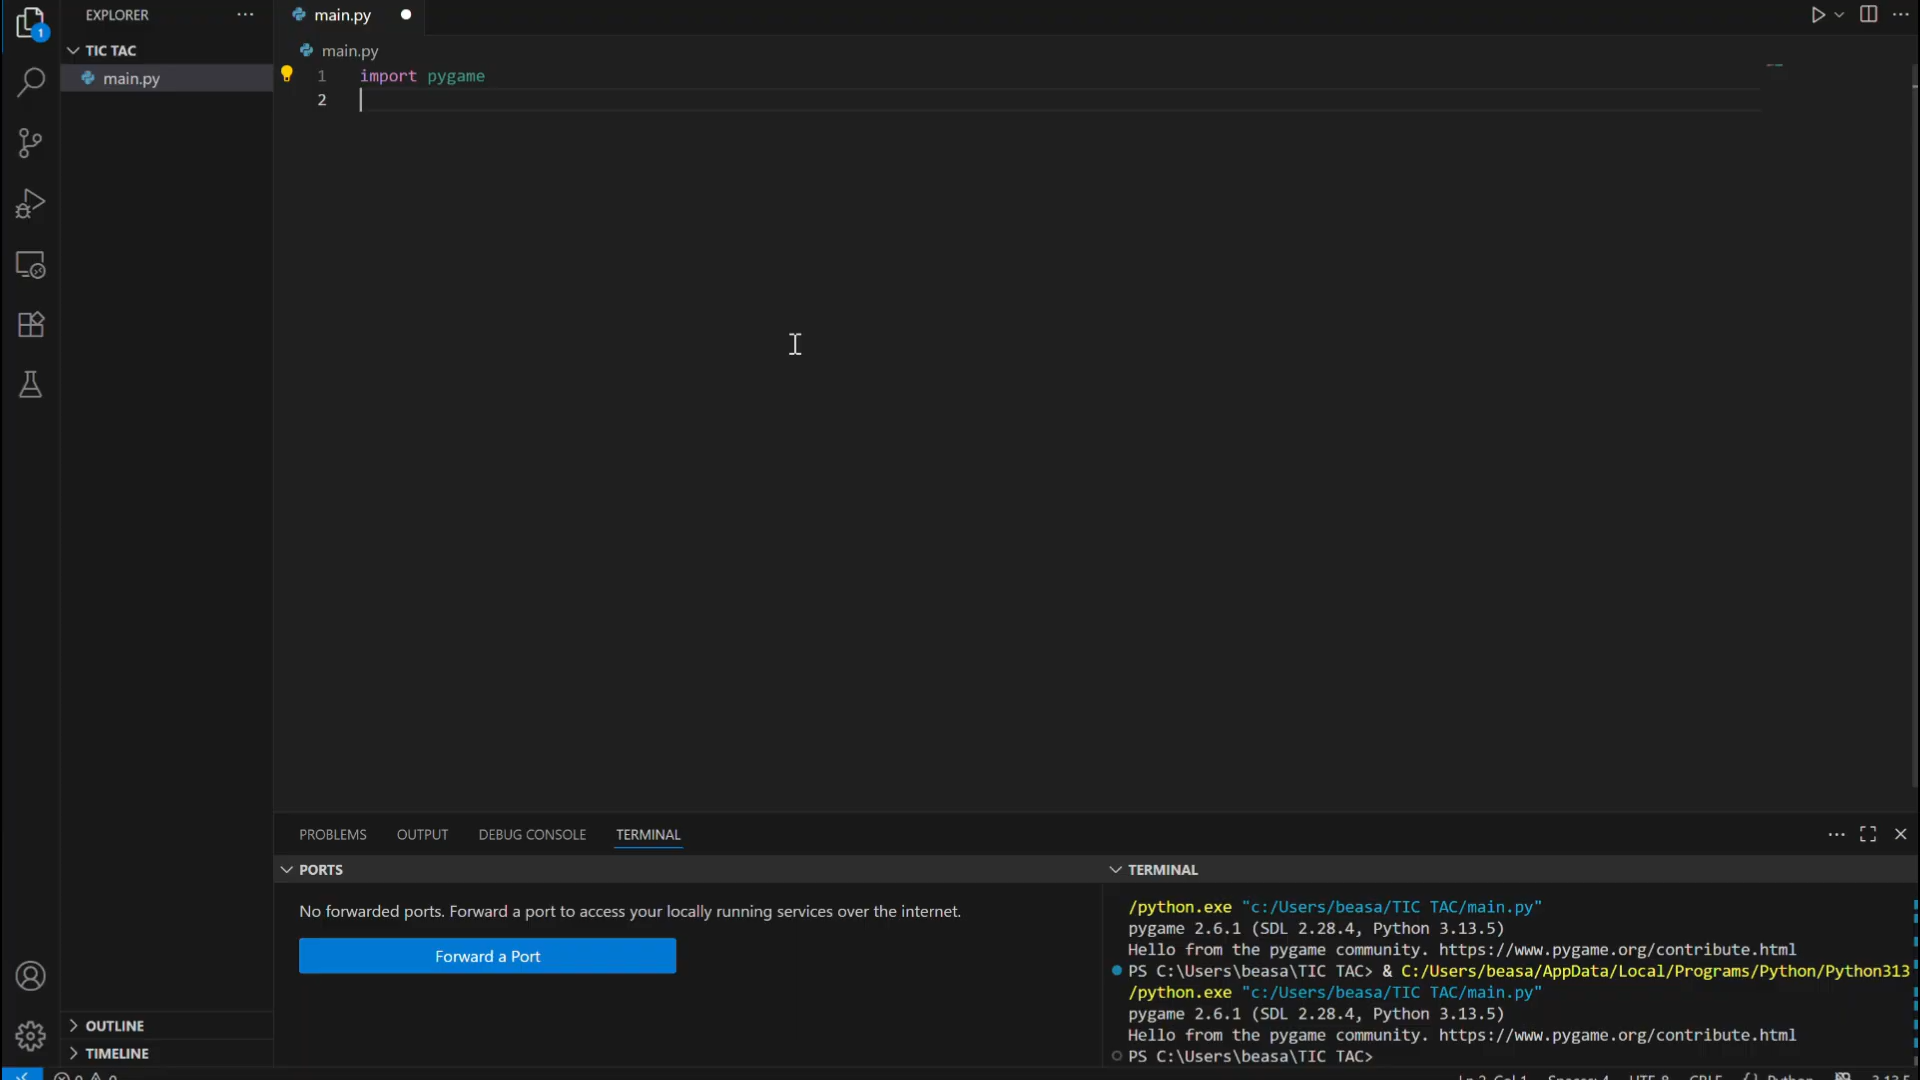 EXPLORER
TIC TAC
main.py
OUTLINE
TIMELINE
1
main.py
main.py
1 import pygame
2
PROBLEMS OUTPUT DEBUG CONSOLE TERMINAL
PORTS
No forwarded ports. Forward a port to access your locally running services over the internet.
Forward a Port
TERMINAL
/python.exe "c:/Users/beasa/TIC TAC/main.py"
pygame 2.6.1 (SDL 2.28.4, Python 3.13.5)
Hello from the pygame community. https://www.pygame.org/contribute.html
PS C:\Users\beasa\TIC TAC> & C:/Users/beasa/AppData/Local/Programs/Python/Python313
/python.exe "c:/Users/beasa/TIC TAC/main.py"
pygame 2.6.1 (SDL 2.28.4, Python 3.13.5)
Hello from the pygame community. https://www.pygame.org/contribute.html
PS C:\Users\beasa\TIC TAC>